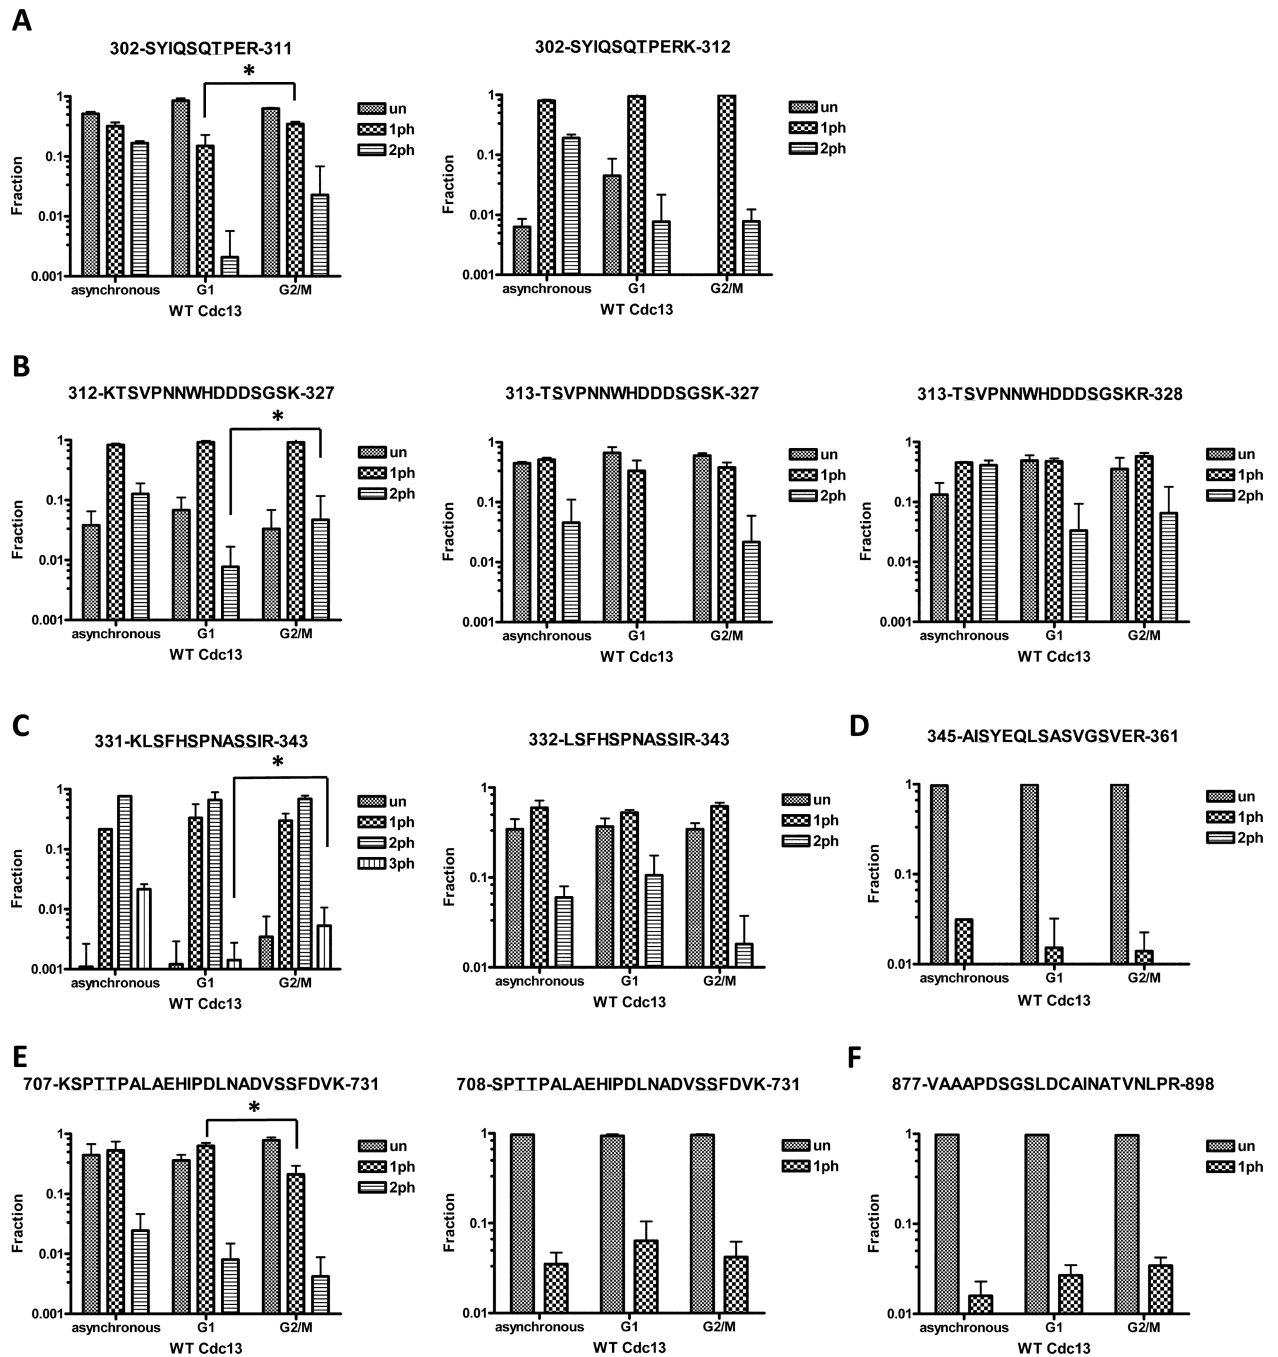 A
302-SYIQSQTPER-311
*
1
0.1
0.01
0.001
Fraction
asynchronous G1 G2/M
WT Cdc13
un
1ph
2ph
302-SYIQSQTPERK-312
1
0.1
0.01
0.001
Fraction
asynchronous G1 G2/M
WT Cdc13
un
1ph
2ph
B
312-KTSVPNNWHDDDSGSK-327
*
1
0.1
0.01
0.001
Fraction
asynchronous G1 G2/M
WT Cdc13
un
1ph
2ph
313-TSVPNNWHDDDSGSK-327
1
0.1
0.01
0.001
Fraction
asynchronous G1 G2/M
WT Cdc13
un
1ph
2ph
313-TSVPNNWHDDDSGSKR-328
1
0.1
0.01
0.001
Fraction
asynchronous G1 G2/M
WT Cdc13
un
1ph
2ph
C
331-KLSFHSPNASSIR-343
*
1
0.1
0.01
0.001
Fraction
asynchronous G1 G2/M
WT Cdc13
un
1ph
2ph
3ph
332-LSFHSPNASSIR-343
1
0.1
0.01
Fraction
asynchronous G1 G2/M
WT Cdc13
un
1ph
2ph
D
345-AISYEQLSASVGSVER-361
1
0.1
0.01
Fraction
asynchronous G1 G2/M
WT Cdc13
un
1ph
2ph
E
707-KSPTTPALAEHIPDLNADVSSFDVK-731
*
1
0.1
0.01
0.001
Fraction
asynchronous G1 G2/M
WT Cdc13
un
1ph
2ph
708-SPTTPALAEHIPDLNADVSSFDVK-731
1
0.1
0.01
Fraction
asynchronous G1 G2/M
WT Cdc13
un
1ph
F
877-VAAAPDSGSLDCAINATVNLPR-898
1
0.1
0.01
Fraction
asynchronous G1 G2/M
WT Cdc13
un
1ph